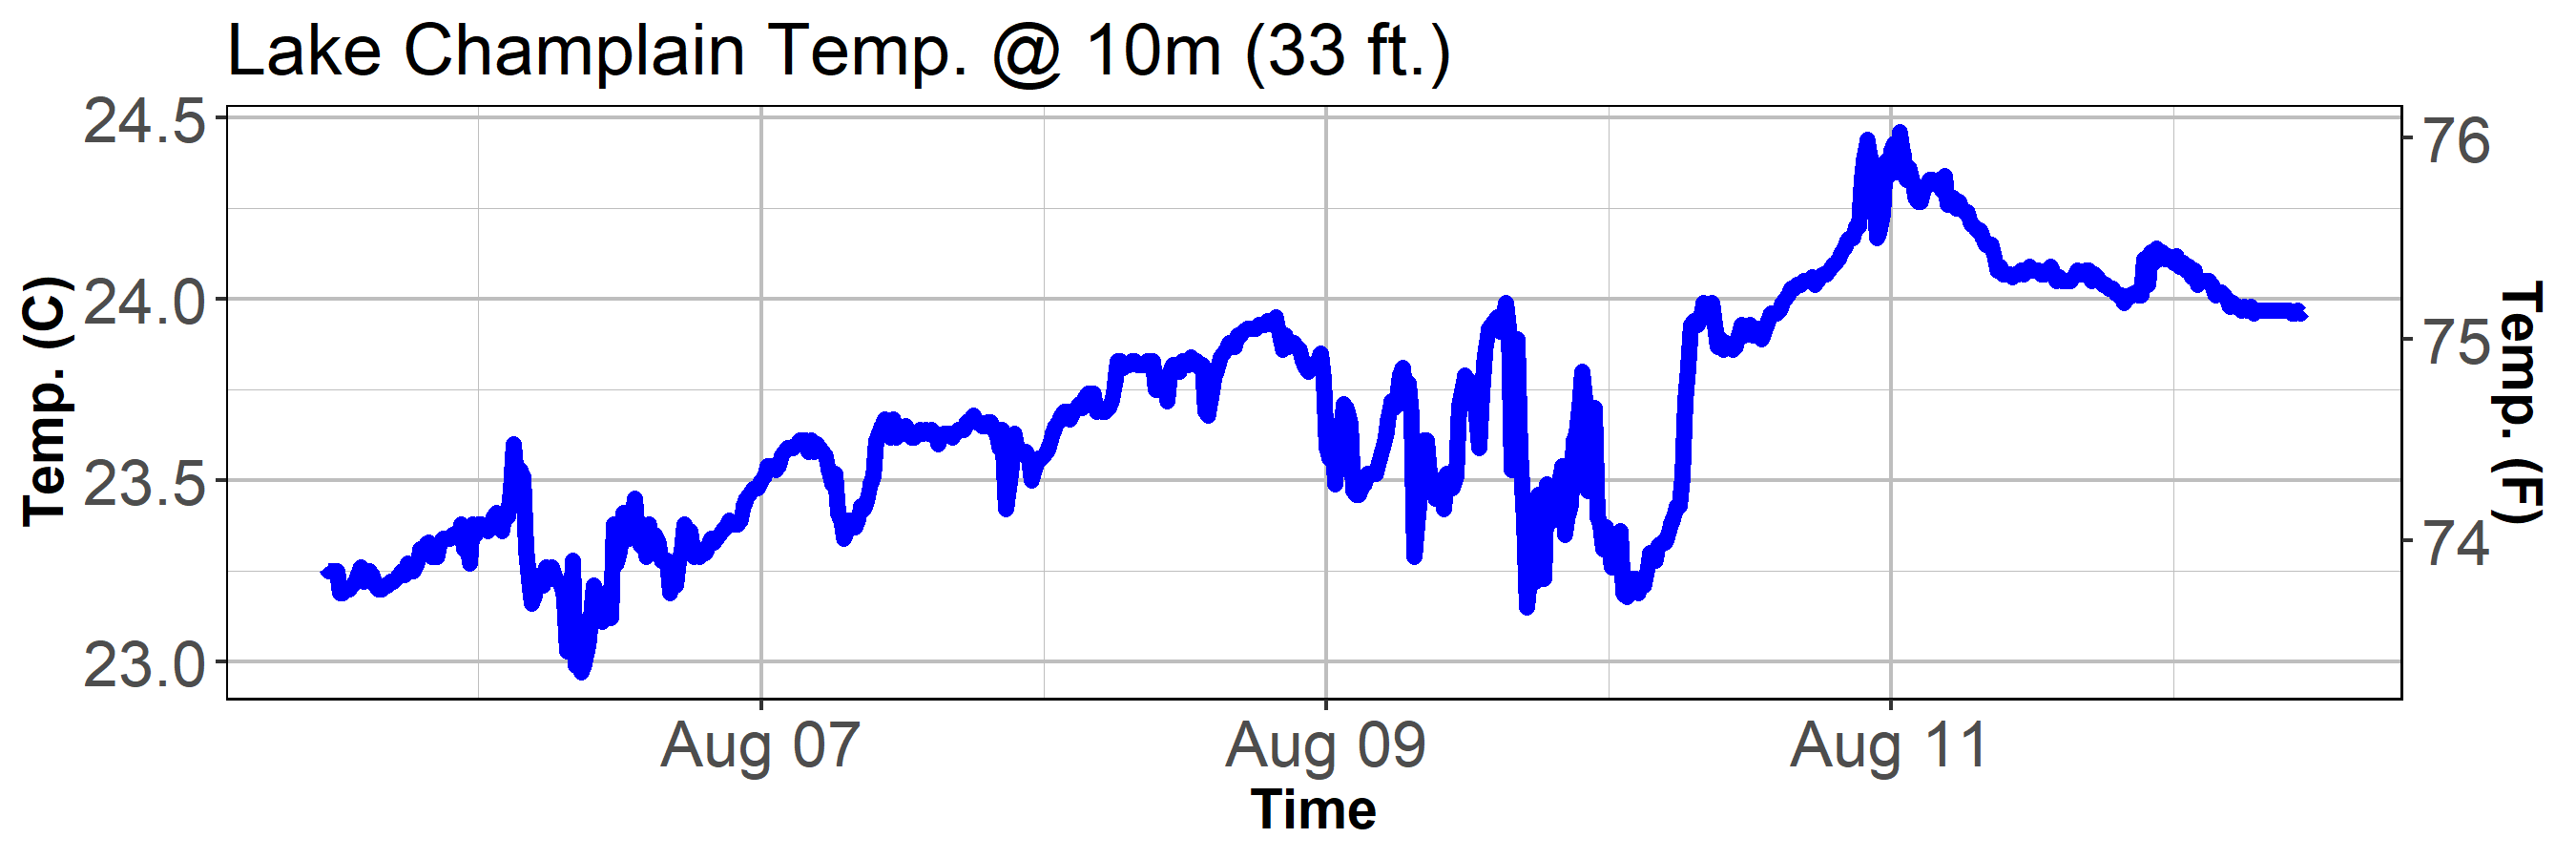 Lake Champlain Temp. @ 10m (33 ft.)
24.5
24.0
23.5
23.0
Temp. (C)
76
75
74
Temp. (F)
Aug 07 Aug 09 Aug 11
Time